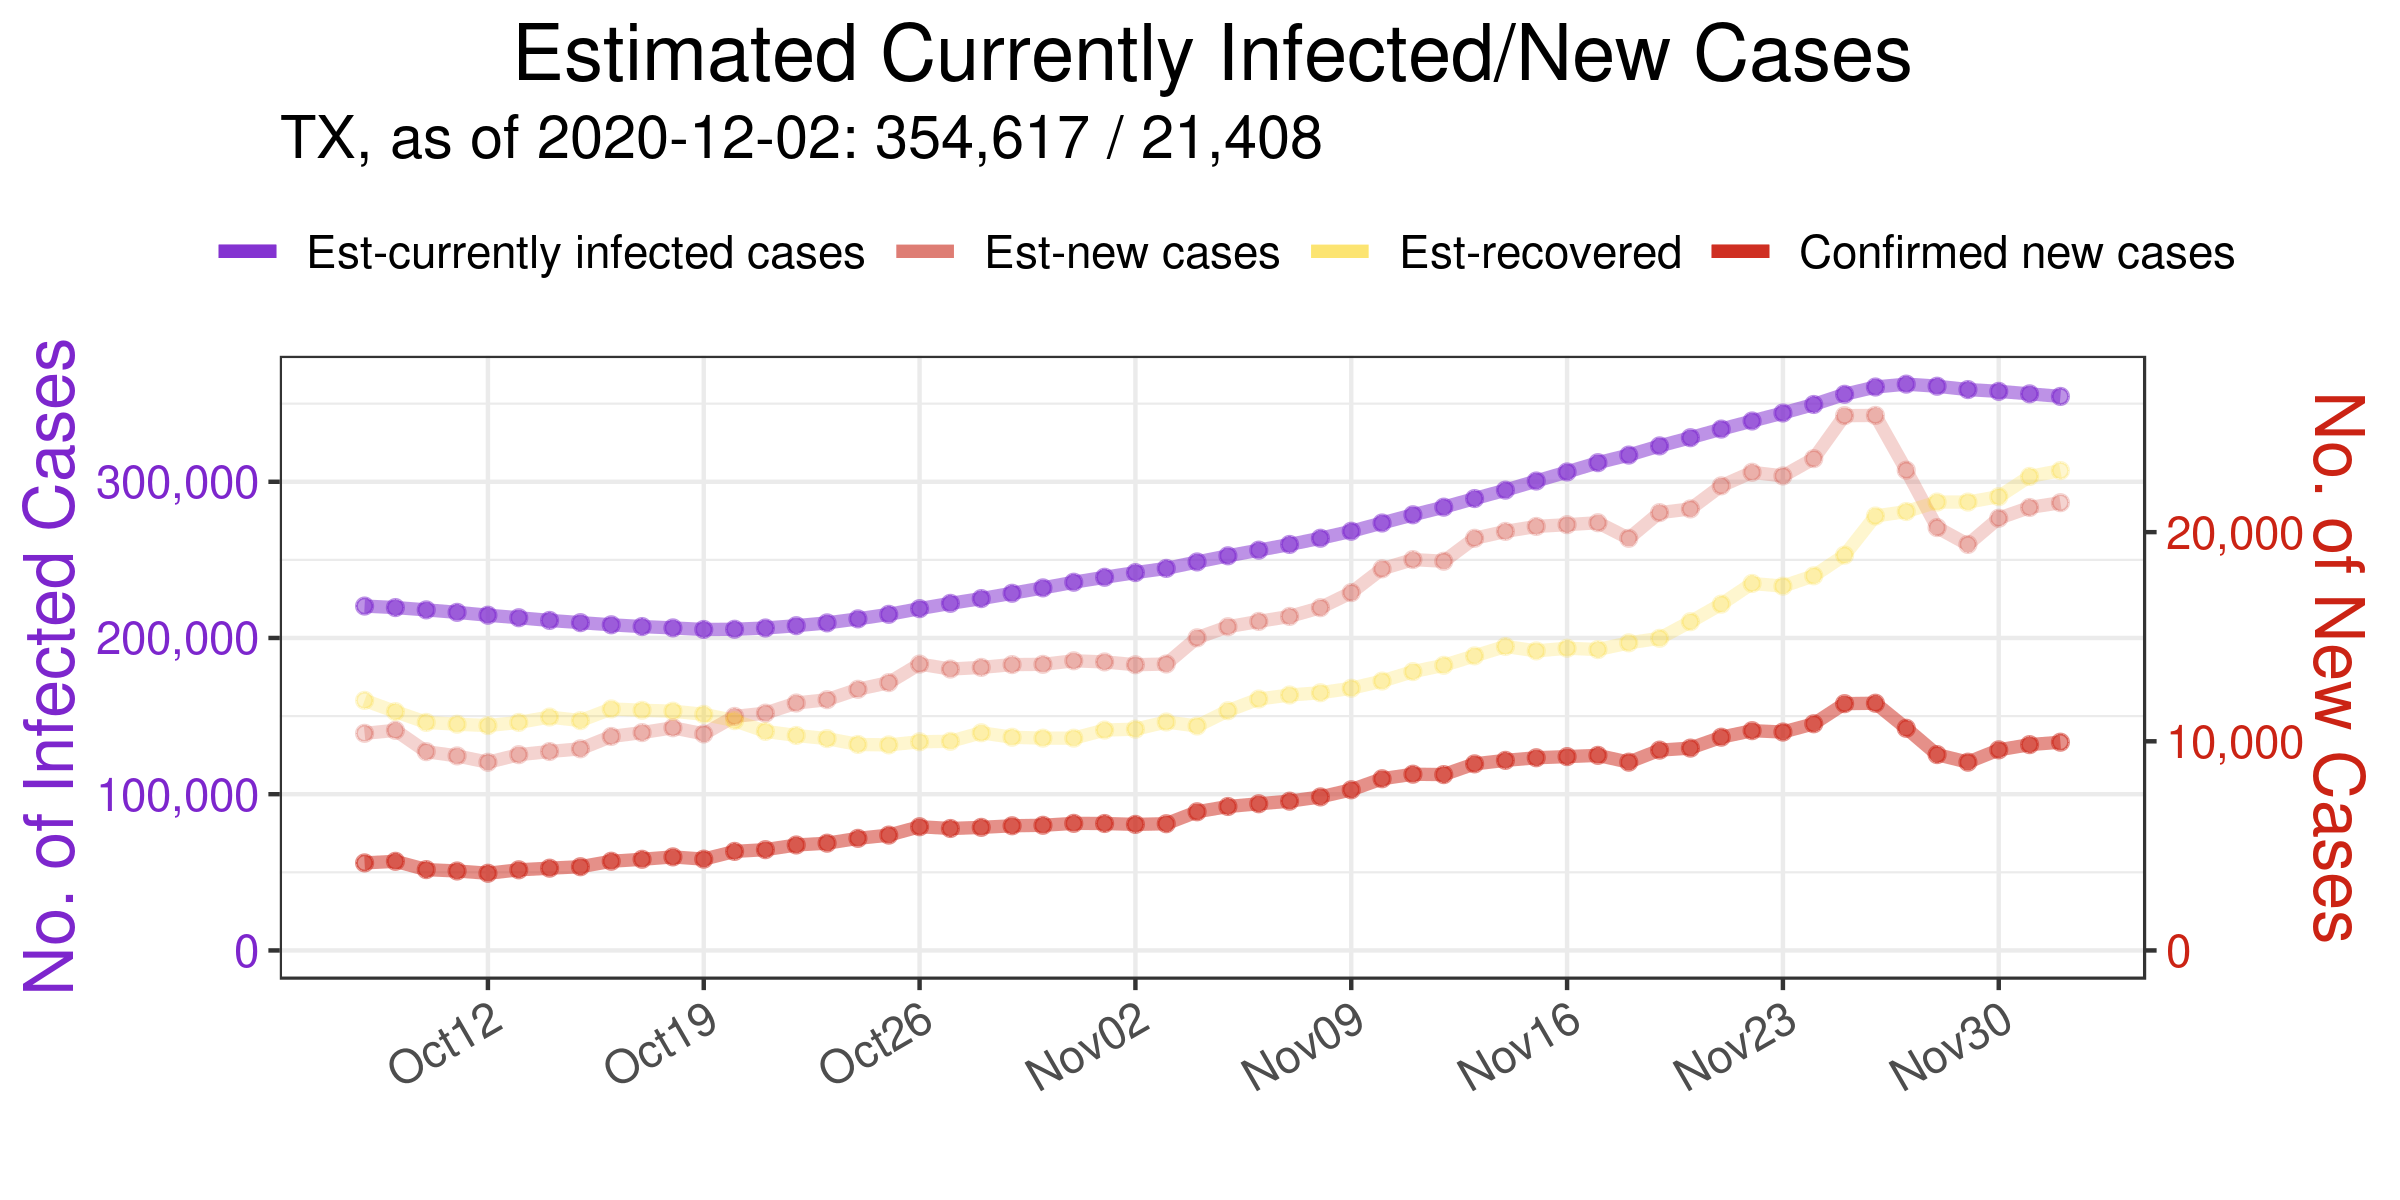 Estimated Currently Infected/New Cases
TX, as of 2020-12-02: 354,617 / 21,408
Est-currently infected cases Est-new cases Est-recovered Confirmed new cases
No. of Infected Cases
300,000
200,000
100,000
0
20,000
10,000
0
No. of New Cases
Oct12 Oct19 Oct26 Nov02 Nov09 Nov16 Nov23 Nov30